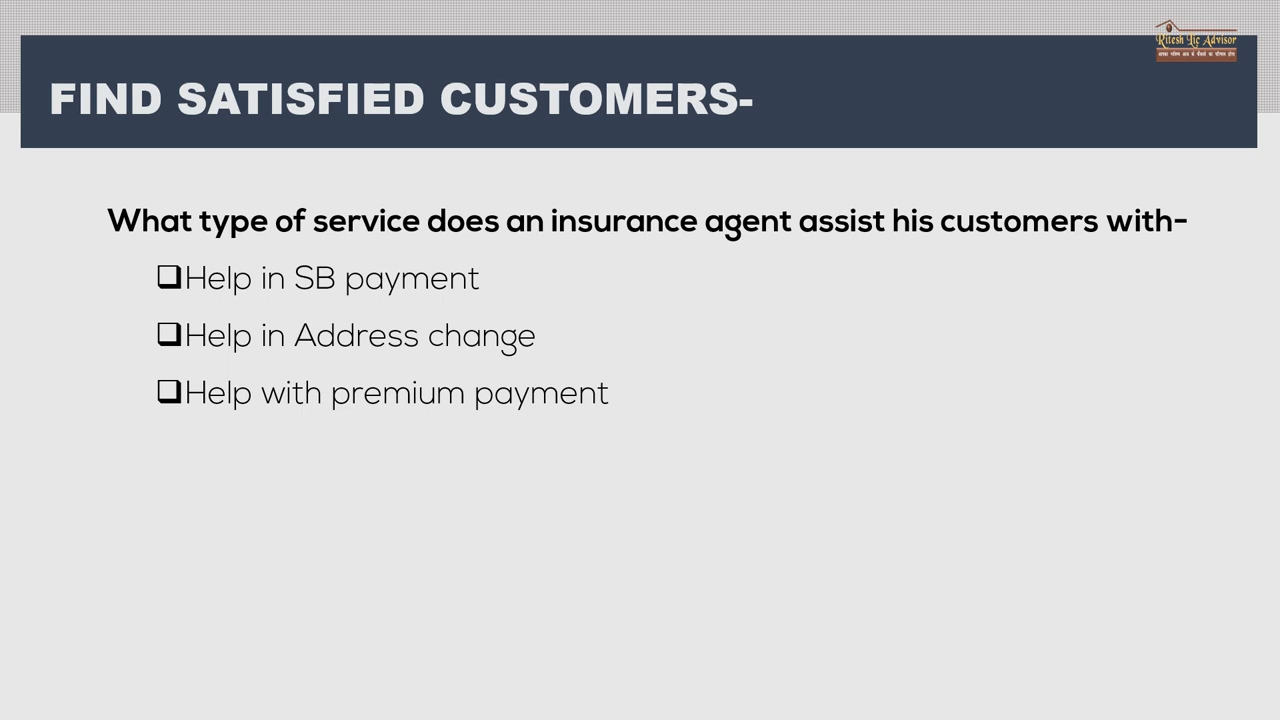 Ritesh Lic Advisor
FIND SATISFIED CUSTOMERS-
What type of service does an insurance agent assist his customers with-
❑Help in SB payment
❑Help in Address change
❑Help with premium payment